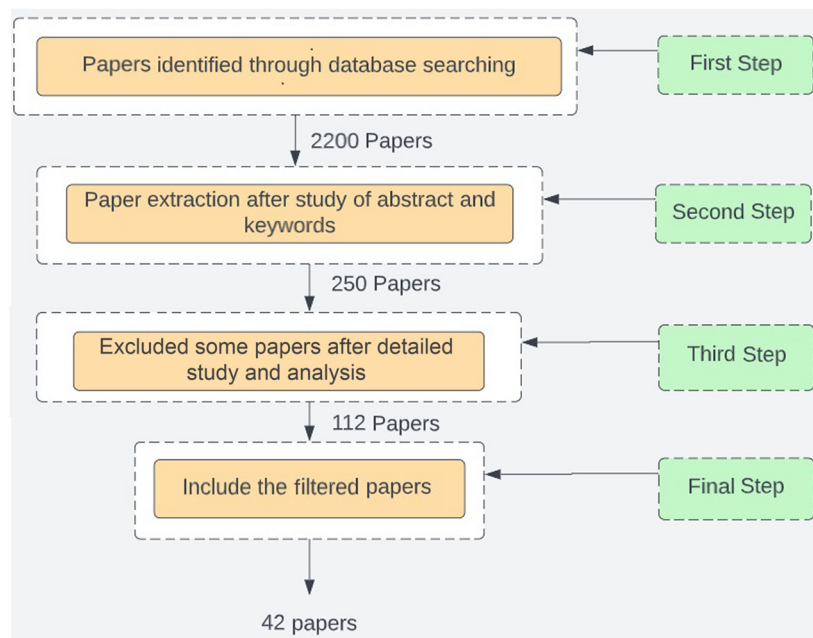 Papers identified through database searching
First Step
2200 Papers
Paper extraction after study of abstract and
keywords
Second Step
250 Papers
Excluded some papers after detailed
study and analysis
Third Step
112 Papers
Include the filtered papers
Final Step
42 papers